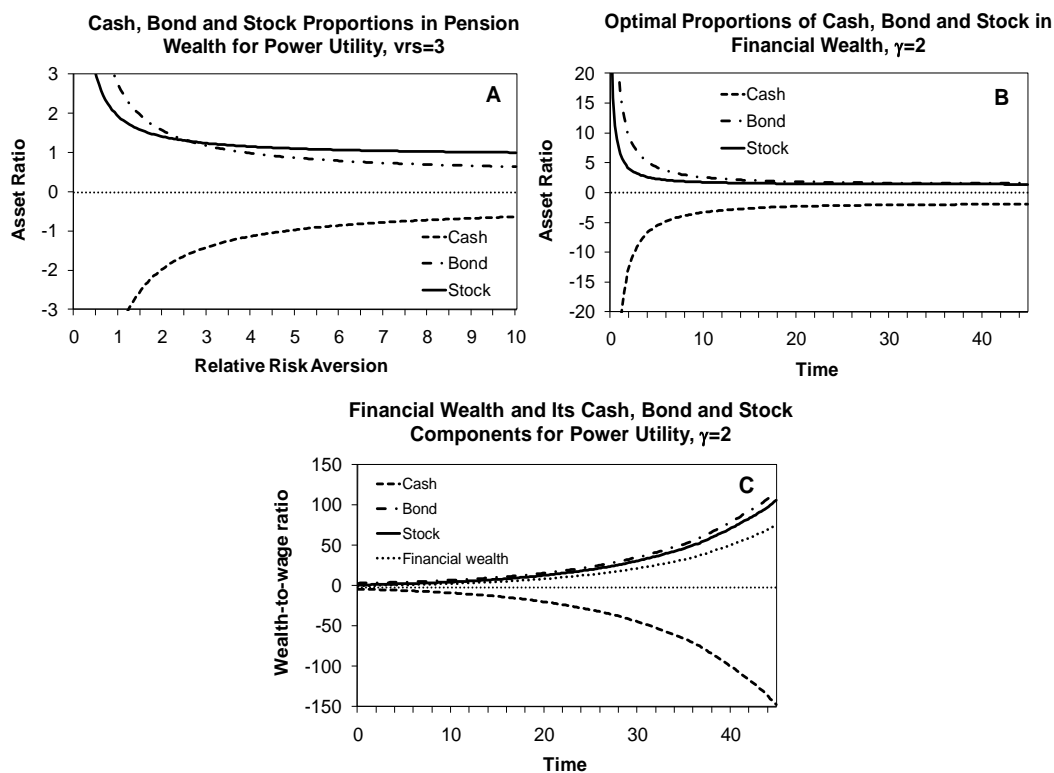 Cash, Bond and Stock Proportions in Pension
Wealth for Power Utility, vrs=3
A
Asset Ratio
3
2
1
0
-1
-2
-3
Cash
Bond
Stock
0 1 2 3 4 5 6 7 8 9 10
Relative Risk Aversion
Optimal Proportions of Cash, Bond and Stock in
Financial Wealth, γ=2
B
Asset Ratio
20
15
10
5
0
-5
-10
-15
-20
Cash
Bond
Stock
0 10 20 30 40
Time
Financial Wealth and Its Cash, Bond and Stock
Components for Power Utility, γ=2
C
Wealth-to-wage ratio
150
100
50
0
-50
-100
-150
Cash
Bond
Stock
Financial wealth
0 10 20 30 40
Time